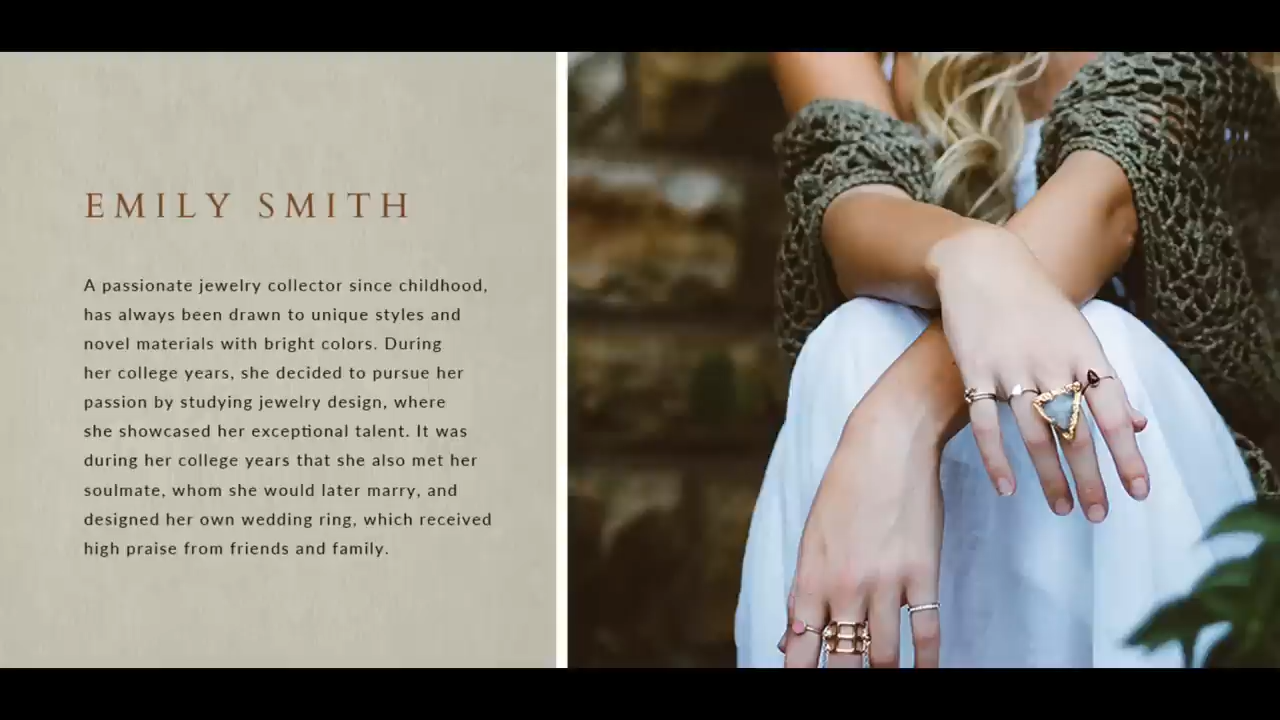 EMILY SMITH
A passionate jewelry collector since childhood,
has always been drawn to unique styles and
novel materials with bright colors. During
her college years, she decided to pursue her
passion by studying jewelry design, where
she showcased her exceptional talent. It was
during her college years that she also met her
soulmate, whom she would later marry, and
designed her own wedding ring, which received
high praise from friends and family.